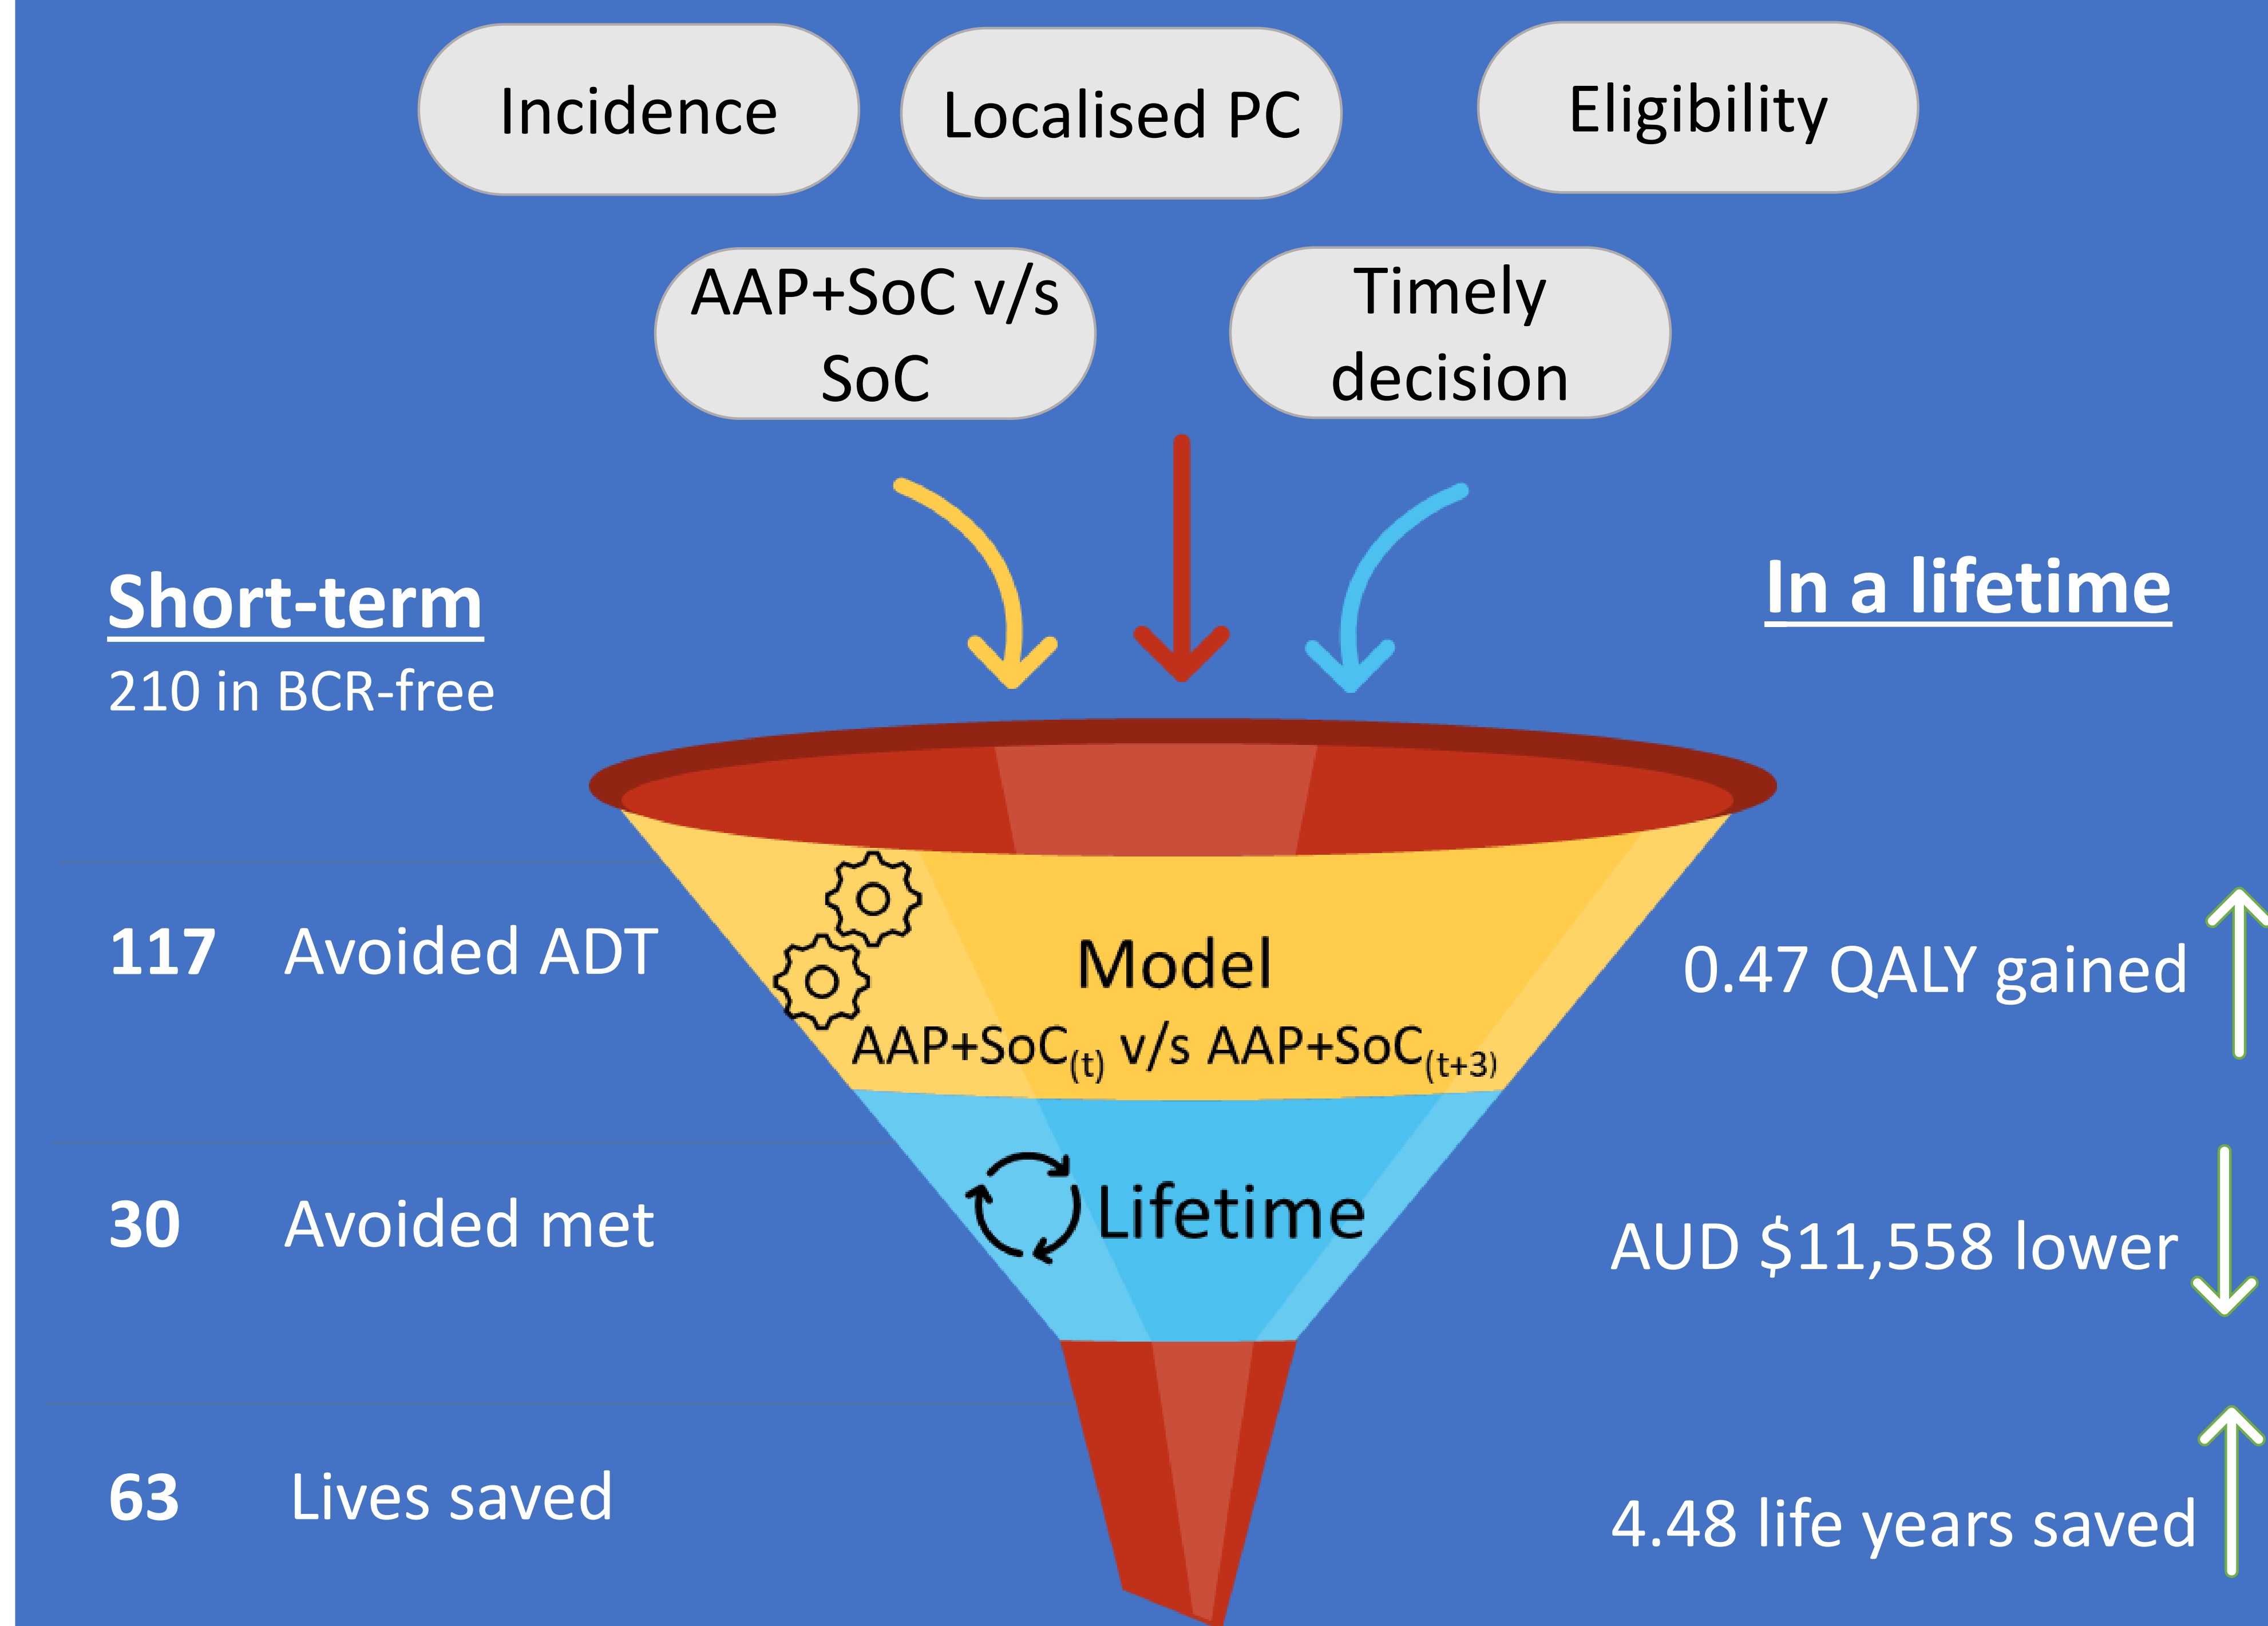 Incidence
Localised PC
Eligibility
AAP+SoC v/s
SoC
Timely
decision
Short-term
210 in BCR-free
117 Avoided ADT
30 Avoided met
63 Lives saved
Model
AAP+SoC(t) v/s AAP+SoC(t+3)
Lifetime
In a lifetime
0.47 QALY gained
AUD $11,558 lower
4.48 life years saved